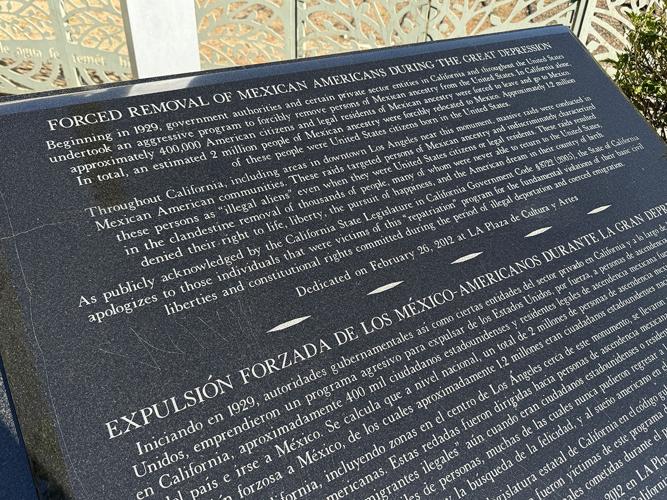 de agua fo temér h
FORCED REMOVAL OF MEXICAN AMERICANS DURING THE GREAT DEPRESSION
Beginning in 1929, government authorities and certain private sector entities in California and throughout the United States
undertook an aggressive program to forcibly remove persons of Mexican ancestry from the United States. In California alone,
approximately 400,000 American citizens and legal residents of Mexican ancestry were forced to leave and go to Mexico.
In total, an estimated 2 million people of Mexican ancestry were forcibly relocated to Mexico. Approximately 1.2 million
of these people were United States citizens born in the United States.
Throughout California, including areas in downtown Los Angeles near this monument, massive raids were conducted in
Mexican American communities. These raids targeted persons of Mexican ancestry and indiscriminately characterized
these persons as "illegal aliens" even when they were United States citizens or legal residents. These raids resulted
in the clandestine removal of thousands of people, many of whom were never able to return to the United States,
denied their right to life, liberty, the pursuit of happiness, and the American dream in their country of birth.
As publicly acknowledged by the California State Legislature in California Government Code §8722 (2005), the State of California
apologizes to those individuals that were victims of this "repatriation" program for the fundamental violations of their basic civil
liberties and constitutional rights committed during the period of illegal deportation and coerced emigration.
Dedicated on February 26, 2012 at LA Plaza de Cultura y Artes
EXPULSIÓN FORZADA DE LOS MÉXICO-AMERICANOS DURANTE LA GRAN DEPR
Iniciando en 1929, autoridades gubernamentales así como ciertas entidades del sector privado en California y a lo largo de
Unidos, emprendieron un programa agresivo para expulsar de los Estados Unidos, por fuerza, a personas de ascendencia
en California, aproximadamente 400 mil ciudadanos estadounidenses y residentes legales de ascendencia mexicana
del país e irse a México. Se calcula que a nivel nacional, un total de 2 millones de personas de ascendencia
forzosa a México, de los cuales aproximadamente 1.2 millones eran ciudadanos estadounidenses
California, incluyendo zonas en el centro de Los Angeles cerca de este monumento, se llevaron
americanas. Estas redadas fueron dirigidas hacia personas de ascendencia mexicana
migrantes ilegales" aún cuando eran ciudadanos estadounidenses o
les de personas, muchas de las cuales nunca pudieron regresar
la búsqueda de la felicidad, y al sueño americano en
gislatura estatal de California en el código
fueron víctimas de este programa
cometidas durante el
2012 en LA P